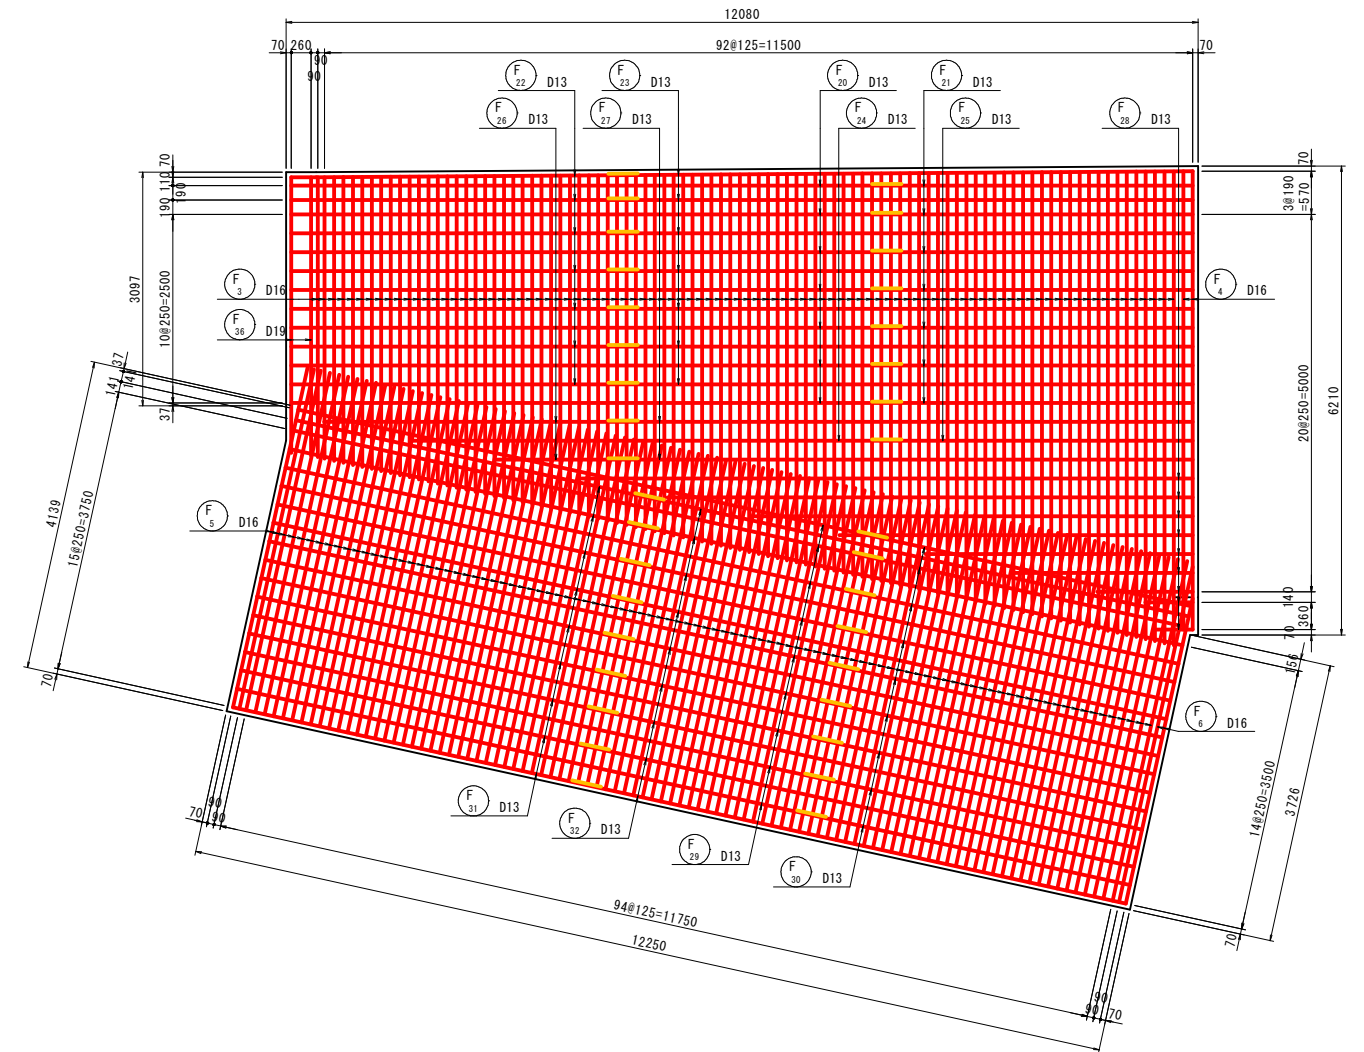 12080
70 260
90
90
92@125=11500
70
F
22 D13
F
23 D13
F
20 D13
F
21 D13
F
26 D13
F
27 D13
F
24 D13
F
25 D13
F
28 D13
70
110
190
190
3097
10@250=2500
37
70
3@190
=570
20@250=5000
6210
140
360
70
F
3 D16
F
36 D19
F
4 D16
37
141
4139
15@250=3750
70
F
5 D16
F
6 D16
156
14@250=3500
3726
70
F
31 D13
F
32 D13
F
29 D13
F
30 D13
70
90
90
94@125=11750
12250
90
90
70